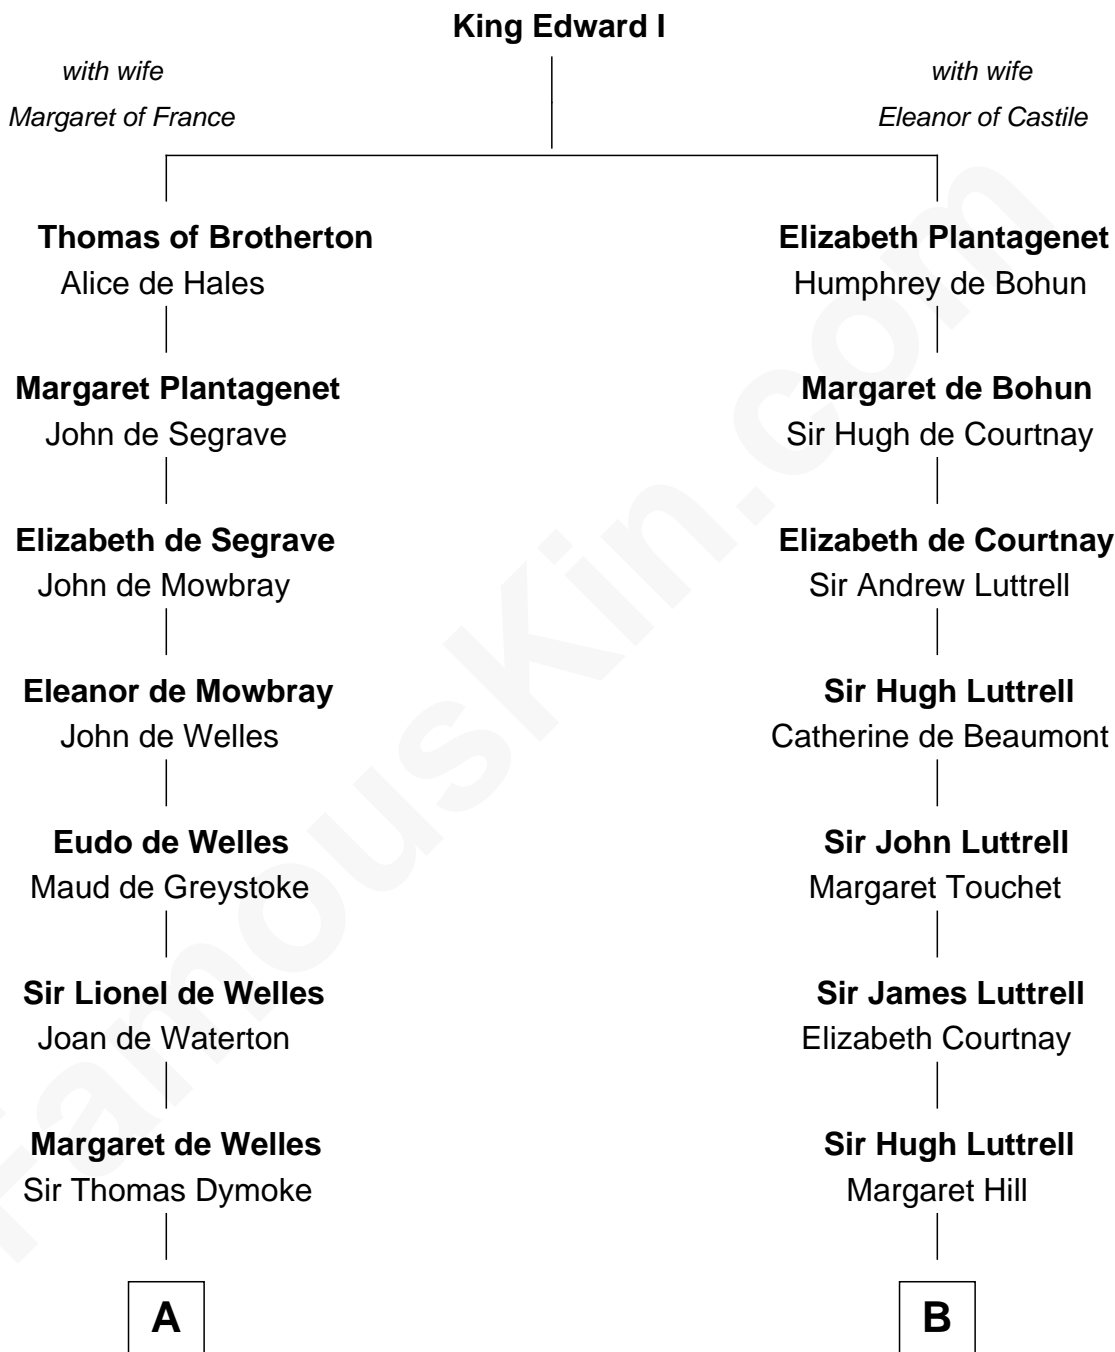 King Edward I
with wife
Margaret of France
with wife
Eleanor of Castile
Thomas of Brotherton
Alice de Hales
Elizabeth Plantagenet
Humphrey de Bohun
Margaret Plantagenet
John de Segrave
Margaret de Bohun
Sir Hugh de Courtnay
Elizabeth de Segrave
John de Mowbray
Elizabeth de Courtnay
Sir Andrew Luttrell
Eleanor de Mowbray
John de Welles
Sir Hugh Luttrell
Catherine de Beaumont
Eudo de Welles
Maud de Greystoke
Sir John Luttrell
Margaret Touchet
Sir Lionel de Welles
Joan de Waterton
Sir James Luttrell
Elizabeth Courtnay
Margaret de Welles
Sir Thomas Dymoke
Sir Hugh Luttrell
Margaret Hill
A
B
FamousKin.com